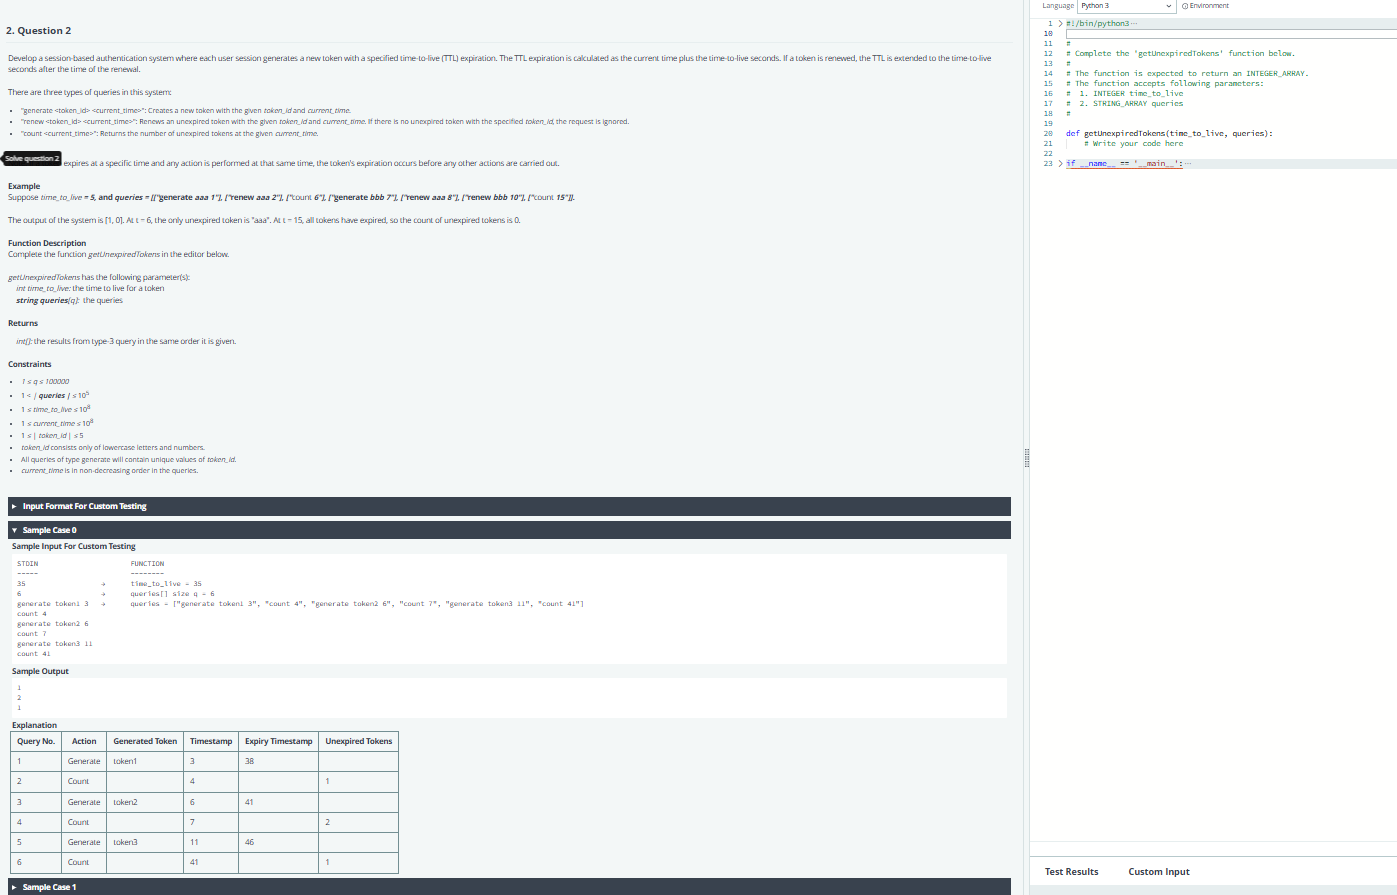 2. Question 2
Develop a session-based authentication system where each user session generates a new token with a specified time-to-live (TTL) expiration. The TTL expiration is calculated as the current time plus the time-to-live seconds. If a token is renewed, the TTL is extended to the time-to-live
seconds after the time of the renewal.
There are three types of queries in this system:
• "generate <token_id> <current_time>": Creates a new token with the given token_id and current_time.
• "renew <token_id> <current_time>": Renews an unexpired token with the given token_id and current_time. If there is no unexpired token with the specified token_id, the request is ignored.
• "count <current_time>": Returns the number of unexpired tokens at the given current_time.
Solve question 2
expires at a specific time and any action is performed at that same time, the token's expiration occurs before any other actions are carried out.
Example
Suppose time_to_live = 5, and queries = [["generate aaa 1"], ["renew aaa 2"], ["count 6"], ["generate bbb 7"], ["renew aaa 8"], ["renew bbb 10"], ["count 15"]].
The output of the system is [1, 0]. At t = 6, the only unexpired token is "aaa". At t = 15, all tokens have expired, so the count of unexpired tokens is 0.
Function Description
Complete the function getUnexpiredTokens in the editor below.
getUnexpiredTokens has the following parameter(s):
int time_to_live: the time to live for a token
string queries[q]: the queries
Returns
int[]: the results from type-3 query in the same order it is given.
Constraints
• 1 ≤ q ≤ 100000
• 1 < | queries | ≤ 10⁵
• 1 ≤ time_to_live ≤ 10⁸
• 1 ≤ current_time ≤ 10⁸
• 1 ≤ | token_id | ≤ 5
• token_id consists only of lowercase letters and numbers.
• All queries of type generate will contain unique values of token_id.
• current_time is in non-decreasing order in the queries.
▸ Input Format For Custom Testing
▾ Sample Case 0
Sample Input For Custom Testing
STDIN FUNCTION
----- --------
35 → time_to_live = 35
6 → queries[] size q = 6
generate token1 3 → queries = ["generate token1 3", "count 4", "generate token2 6", "count 7", "generate token3 11", "count 41"]
count 4
generate token2 6
count 7
generate token3 11
count 41
Sample Output
1
2
1
Explanation
Query No. Action Generated Token Timestamp Expiry Timestamp Unexpired Tokens
1 Generate token1 3 38
2 Count 4 1
3 Generate token2 6 41
4 Count 7 2
5 Generate token3 11 46
6 Count 41 1
▸ Sample Case 1
Language Python 3 Environment
1 > #!/bin/python3 ⋯
10
11 #
12 # Complete the 'getUnexpiredTokens' function below.
13 #
14 # The function is expected to return an INTEGER_ARRAY.
15 # The function accepts following parameters:
16 # 1. INTEGER time_to_live
17 # 2. STRING_ARRAY queries
18 #
19
20 def getUnexpiredTokens(time_to_live, queries):
21 # Write your code here
22
23 > if __name__ == '__main__': ⋯
Test Results Custom Input